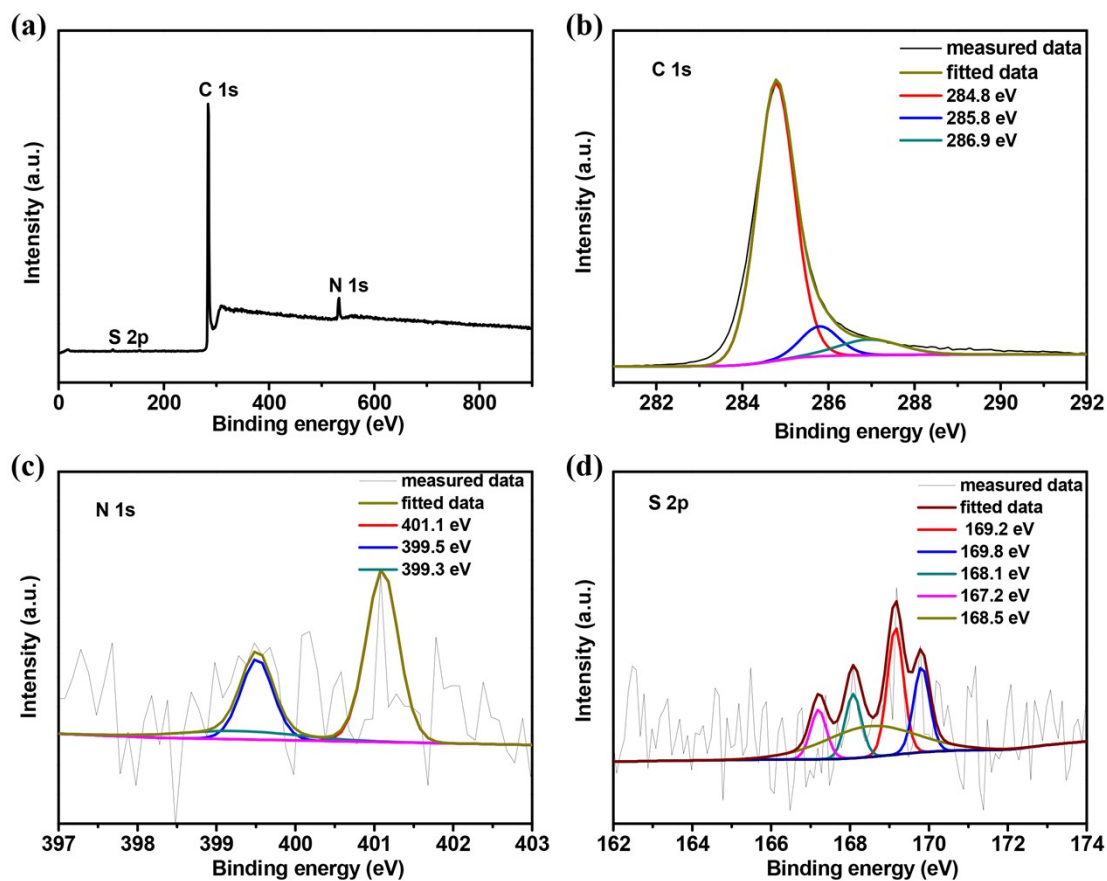 (a)
C 1s
N 1s
S 2p
Intensity (a.u.)
0 200 400 600 800
Binding energy (eV)
(b)
C 1s
measured data
fitted data
284.8 eV
285.8 eV
286.9 eV
Intensity (a.u.)
282 284 286 288 290 292
Binding energy (eV)
(c)
N 1s
measured data
fitted data
401.1 eV
399.5 eV
399.3 eV
Intensity (a.u.)
397 398 399 400 401 402 403
Binding energy (eV)
(d)
S 2p
measured data
fitted data
169.2 eV
169.8 eV
168.1 eV
167.2 eV
168.5 eV
Intensity (a.u.)
162 164 166 168 170 172 174
Binding energy (eV)